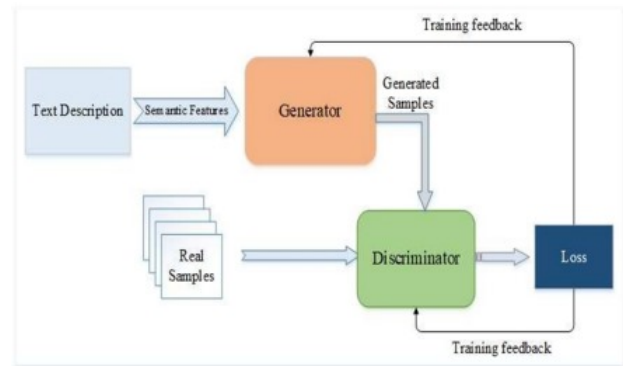 Training feedback
Text Description
Semantic Features
Generator
Generated
Samples
Real
Samples
Discriminator
Loss
Training feedback